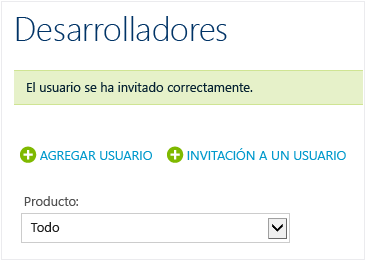 Desarrolladores
El usuario se ha invitado correctamente.
AGREGAR USUARIO INVITACIÓN A UN USUARIO
Producto:
Todo